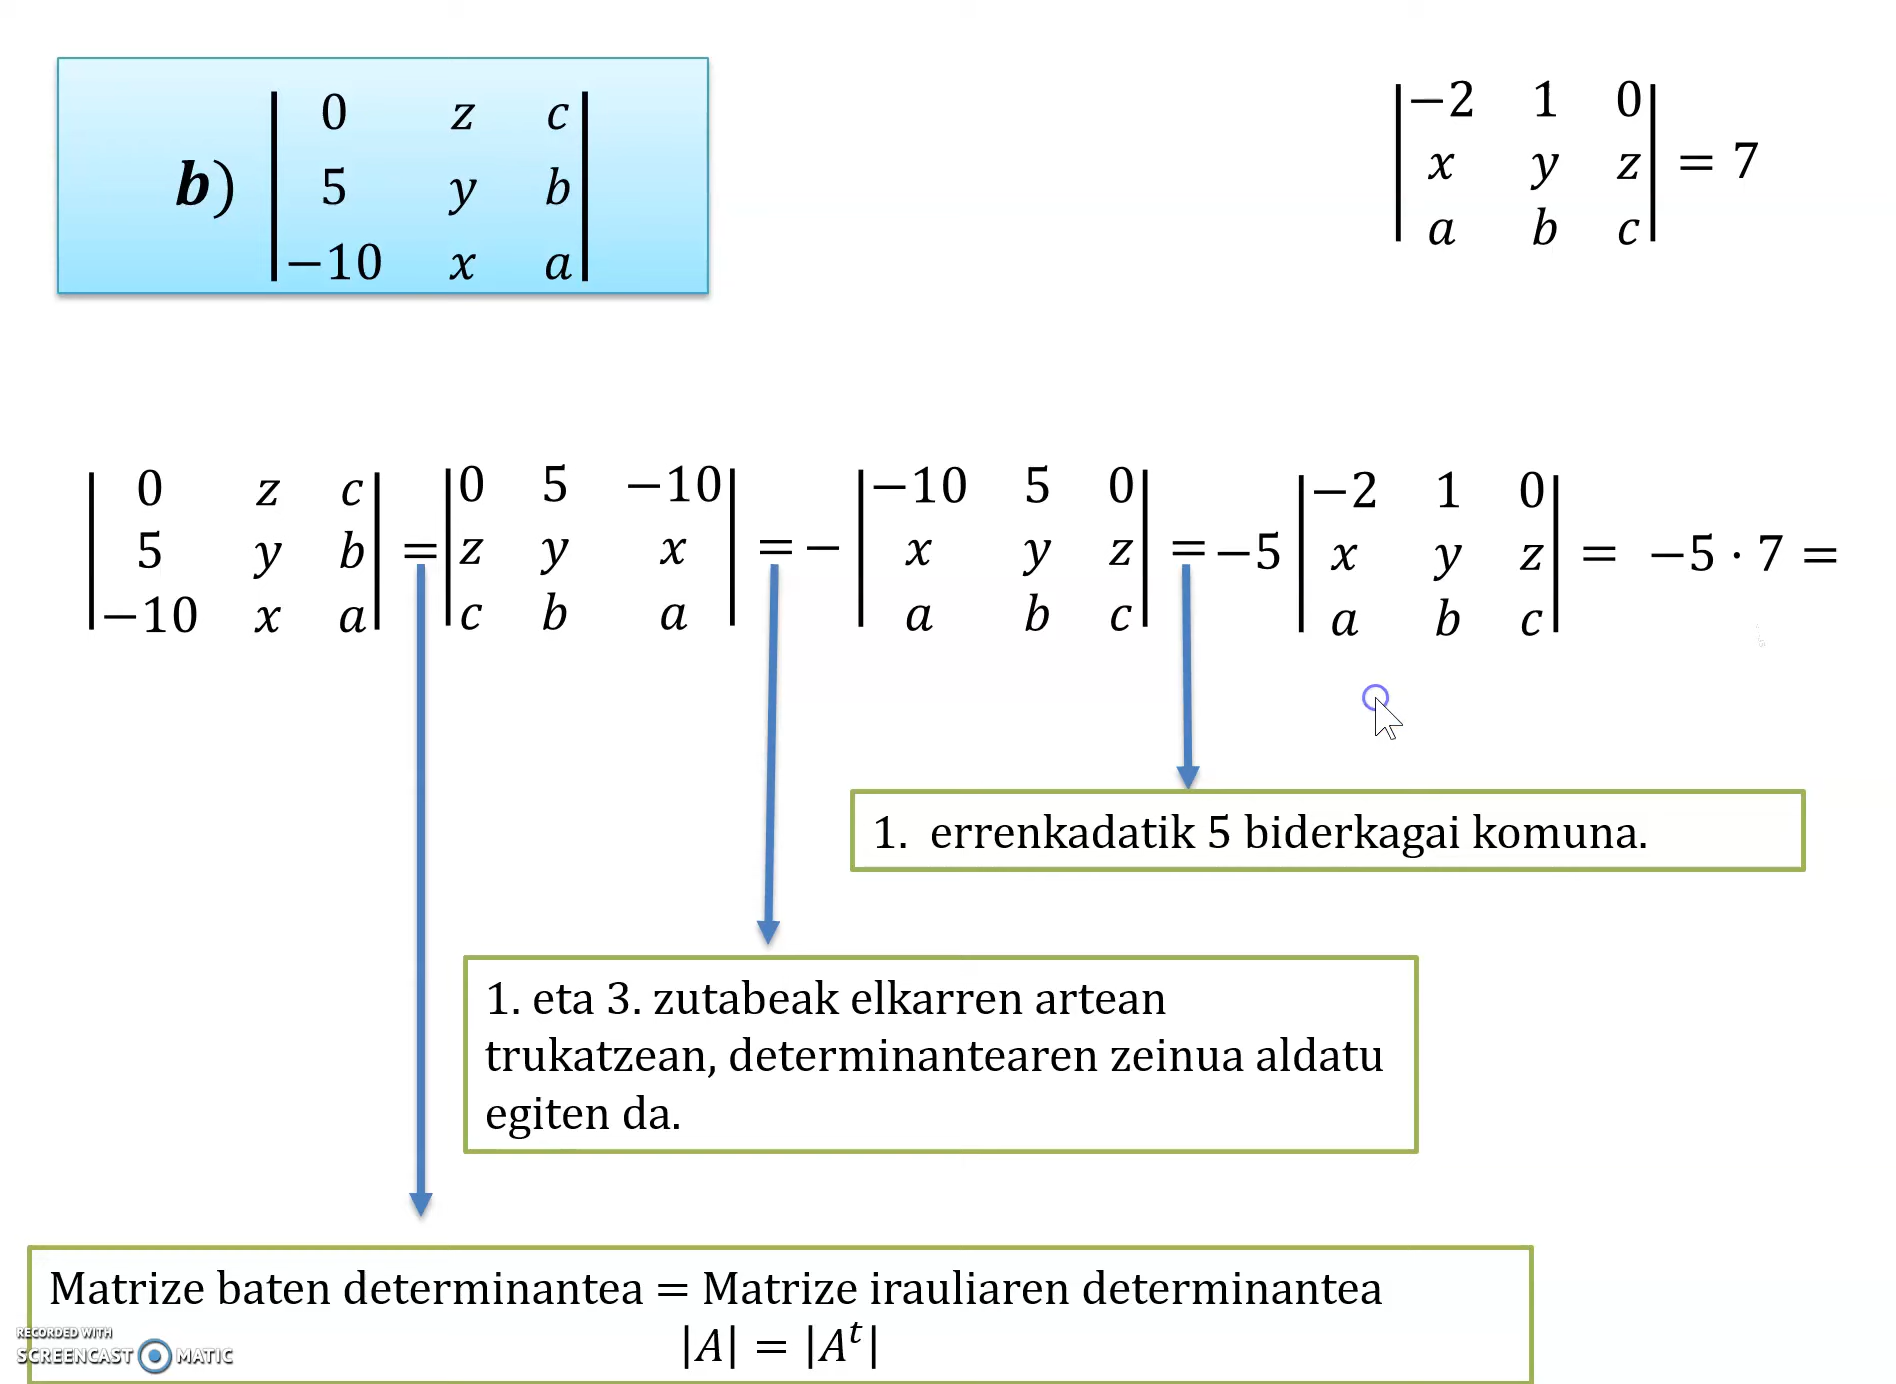 b) | 0 z c |
| 5 y b |
| −10 x a |
| −2 1 0 |
| x y z | = 7
| a b c |
| 0 z c | | 0 5 −10 | | −10 5 0 | | −2 1 0 |
| 5 y b | = | z y x | = − | x y z | = −5 | x y z | = −5 · 7 =
| −10 x a | | c b a | | a b c | | a b c |
1. errenkadatik 5 biderkagai komuna.
1. eta 3. zutabeak elkarren artean
trukatzean, determinantearen zeinua aldatu
egiten da.
Matrize baten determinantea = Matrize irauliaren determinantea
|A| = |Aᵗ|
RECORDED WITH
SCREENCAST MATIC